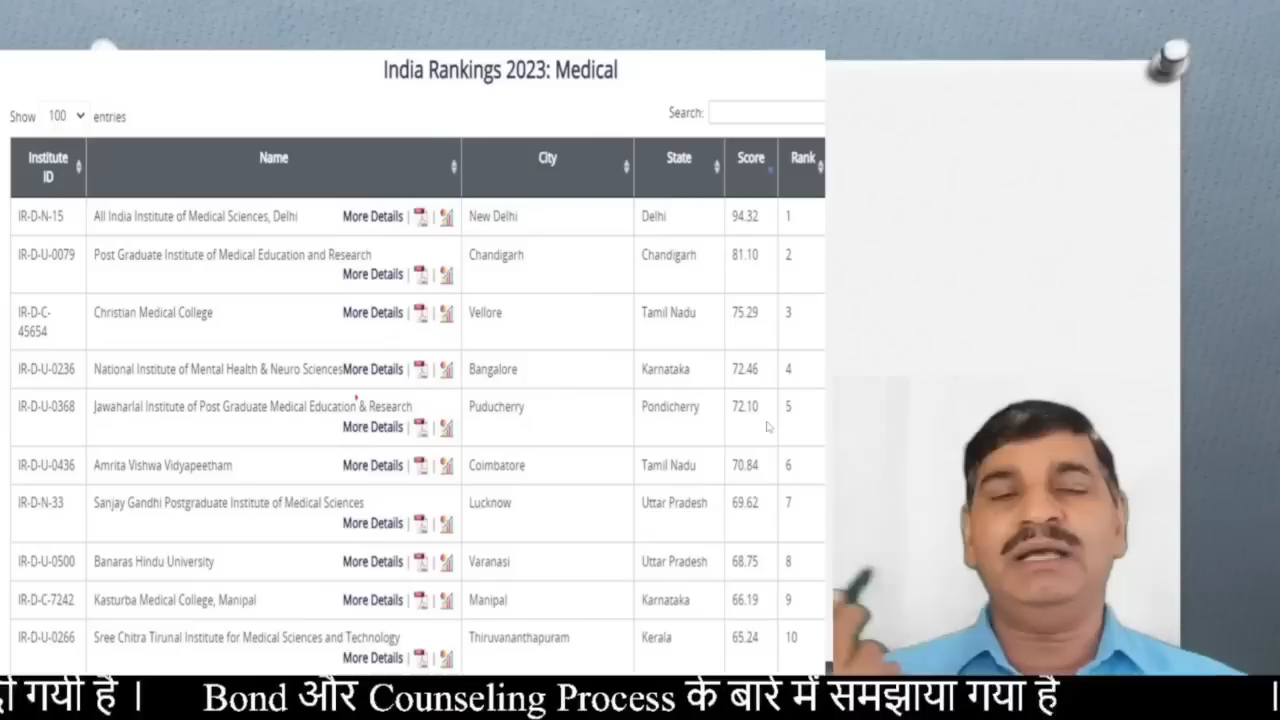 India Rankings 2023: Medical
Show 100 entries Search:
Institute ID Name City State Score Rank
IR-D-N-15 All India Institute of Medical Sciences, Delhi More Details | | New Delhi Delhi 94.32 1
IR-D-U-0079 Post Graduate Institute of Medical Education and Research Chandigarh Chandigarh 81.10 2
More Details | |
IR-D-C-45654 Christian Medical College More Details | | Vellore Tamil Nadu 75.29 3
IR-D-U-0236 National Institute of Mental Health & Neuro Sciences More Details | | Bangalore Karnataka 72.46 4
IR-D-U-0368 Jawaharlal Institute of Post Graduate Medical Education & Research Puducherry Pondicherry 72.10 5
More Details | |
IR-D-U-0436 Amrita Vishwa Vidyapeetham More Details | | Coimbatore Tamil Nadu 70.84 6
IR-D-N-33 Sanjay Gandhi Postgraduate Institute of Medical Sciences Lucknow Uttar Pradesh 69.62 7
More Details | |
IR-D-U-0500 Banaras Hindu University More Details | | Varanasi Uttar Pradesh 68.75 8
IR-D-C-7242 Kasturba Medical College, Manipal More Details | | Manipal Karnataka 66.19 9
IR-D-U-0266 Sree Chitra Tirunal Institute for Medical Sciences and Technology Thiruvananthapuram Kerala 65.24 10
More Details | |
गयी है । Bond और Counseling Process के बारे में समझाया गया है ।